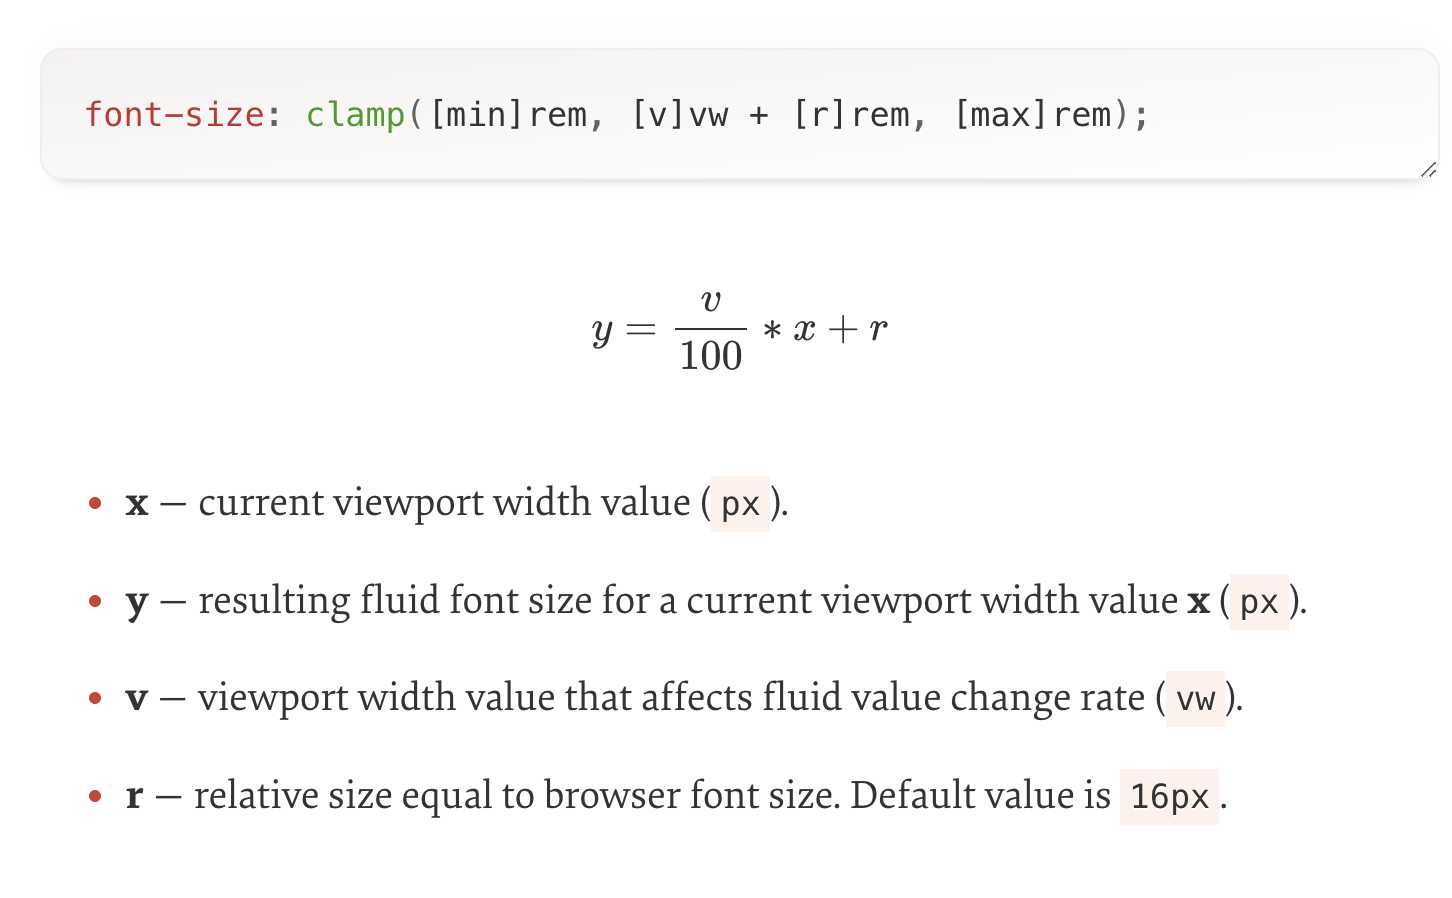 font-size: clamp([min]rem, [v]vw + [r]rem, [max]rem);
y = v/100 * x + r
• x — current viewport width value (px).
• y — resulting fluid font size for a current viewport width value x (px).
• v — viewport width value that affects fluid value change rate (vw).
• r — relative size equal to browser font size. Default value is 16px.